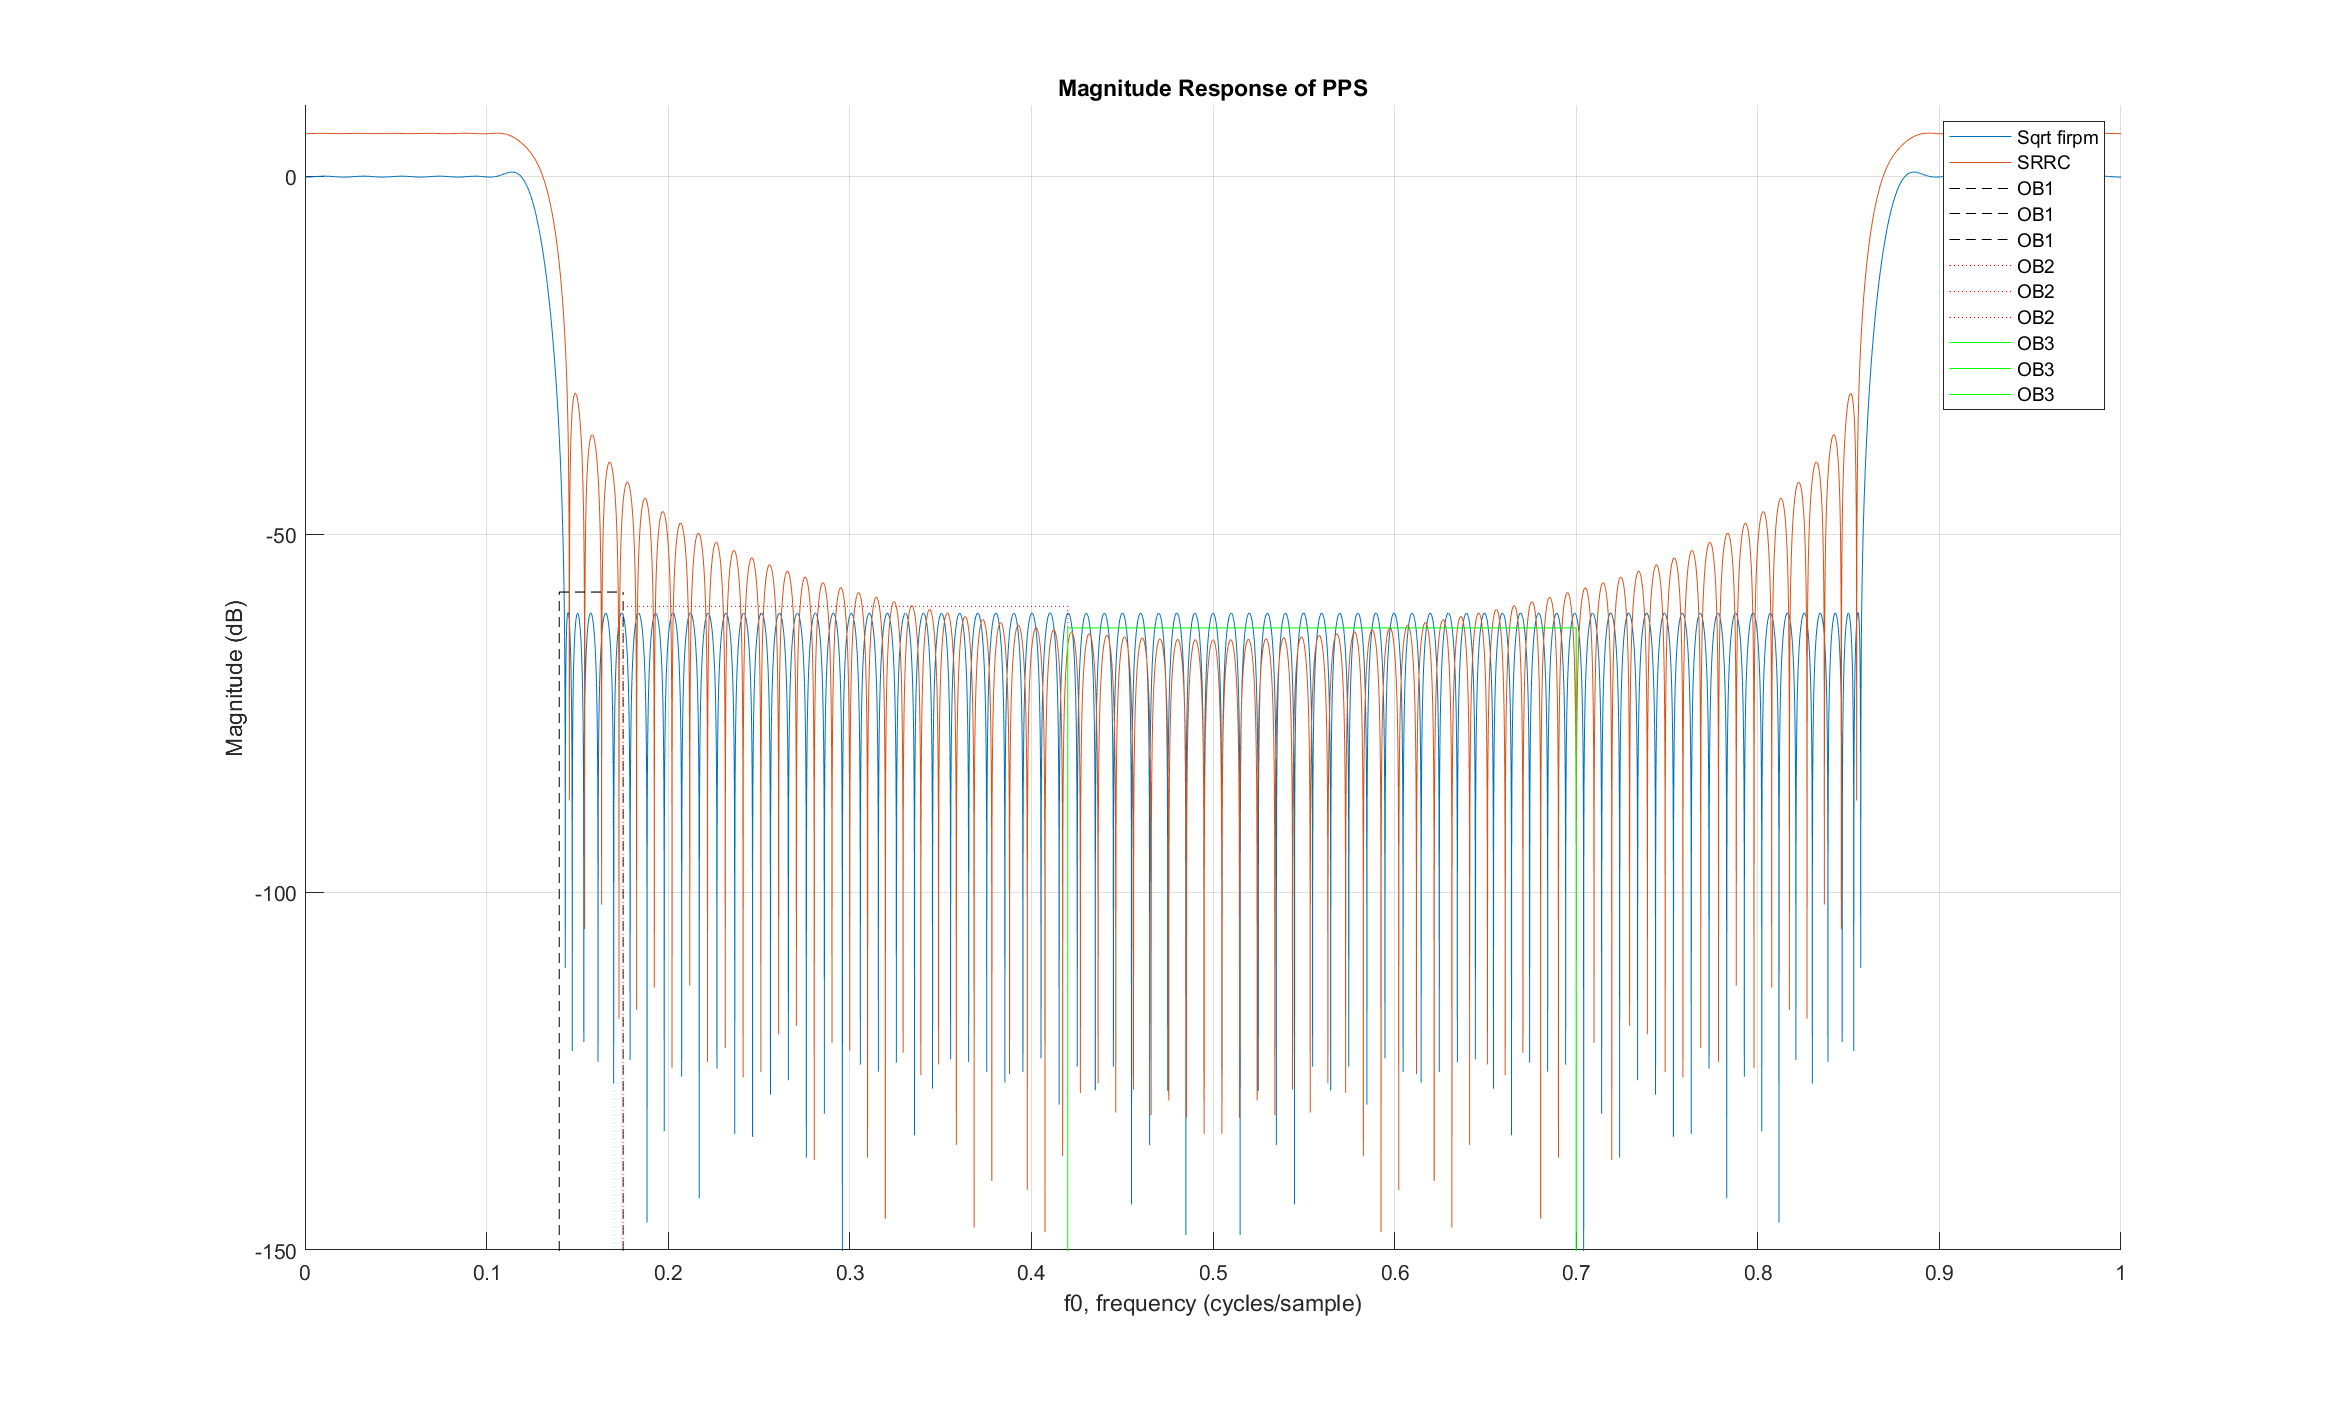 Magnitude Response of PPS
Sqrt firpm
SRRC
OB1
OB1
OB1
OB2
OB2
OB2
OB3
OB3
OB3
0
-50
-100
-150
Magnitude (dB)
0 0.1 0.2 0.3 0.4 0.5 0.6 0.7 0.8 0.9 1
f0, frequency (cycles/sample)